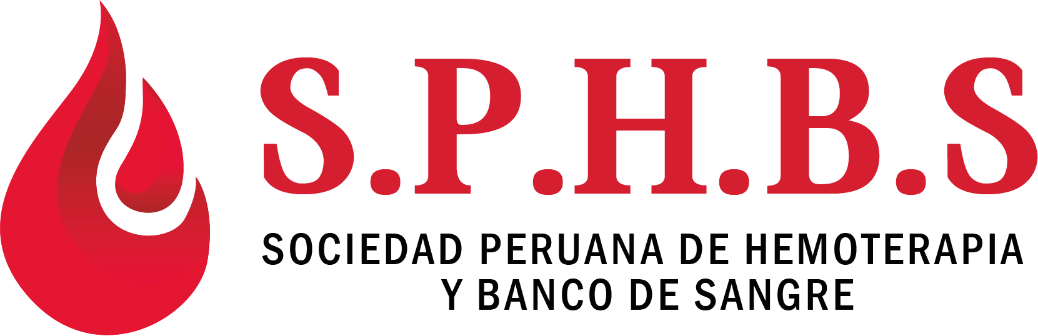 S.P.H.B.S
SOCIEDAD PERUANA DE HEMOTERAPIA
Y BANCO DE SANGRE